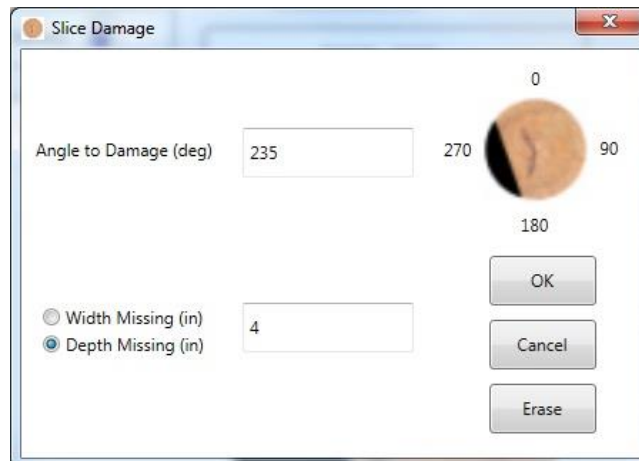 Slice Damage
0
Angle to Damage (deg) 235 270 90
180
OK
Width Missing (in)
Depth Missing (in) 4
Cancel
Erase